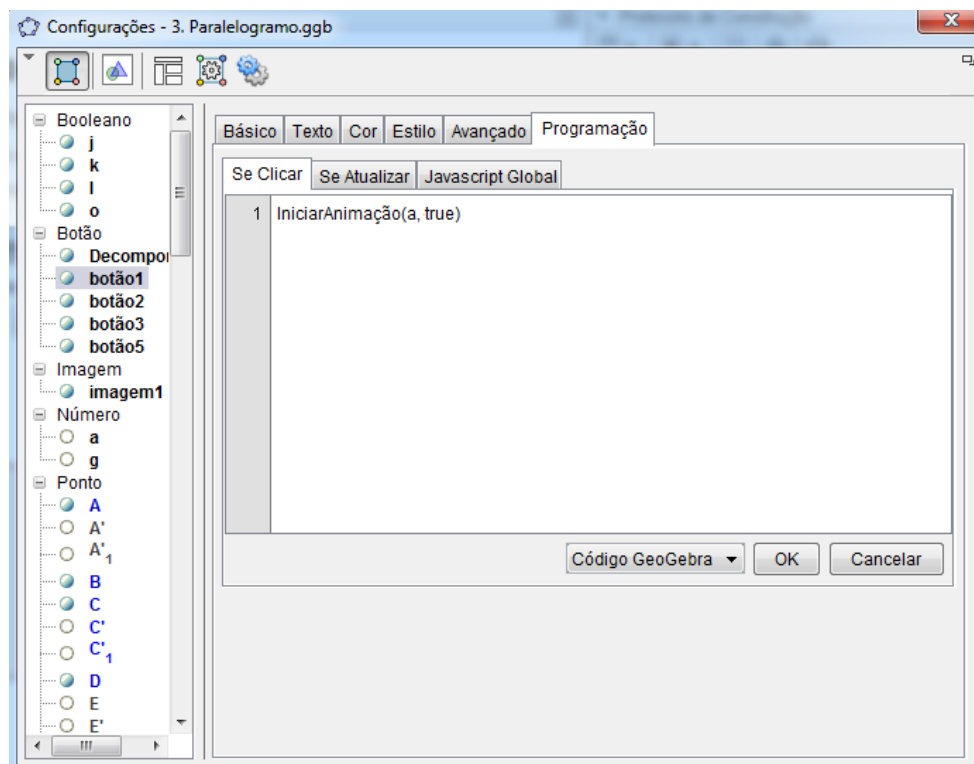 Configurações - 3. Paralelogramo.ggb
Booleano
j
k
l
o
Botão
Decompo
botão1
botão2
botão3
botão5
Imagem
imagem1
Número
a
g
Ponto
A
A'
A'1
B
C
C'
C'1
D
E
E'
Básico Texto Cor Estilo Avançado Programação
Se Clicar Se Atualizar Javascript Global
1 IniciarAnimação(a, true)
Código GeoGebra OK Cancelar